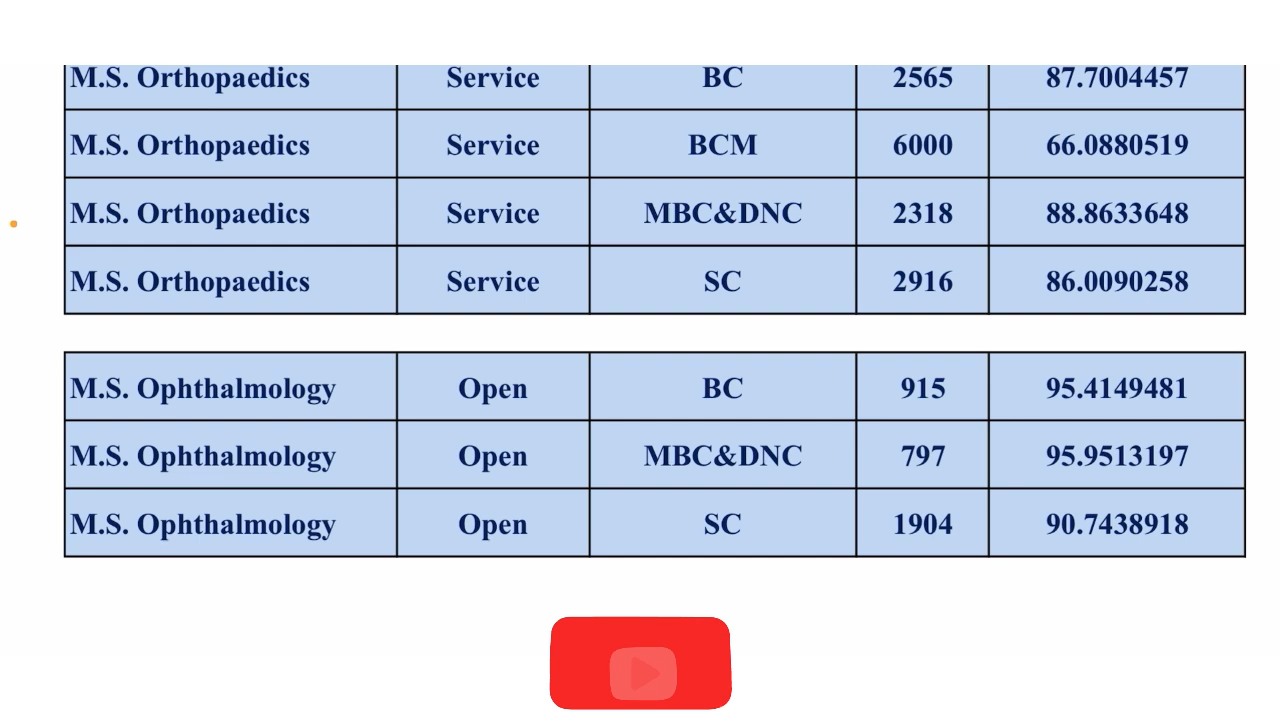 M.S. Orthopaedics Service BC 2565 87.7004457
M.S. Orthopaedics Service BCM 6000 66.0880519
M.S. Orthopaedics Service MBC&DNC 2318 88.8633648
M.S. Orthopaedics Service SC 2916 86.0090258
M.S. Ophthalmology Open BC 915 95.4149481
M.S. Ophthalmology Open MBC&DNC 797 95.9513197
M.S. Ophthalmology Open SC 1904 90.7438918